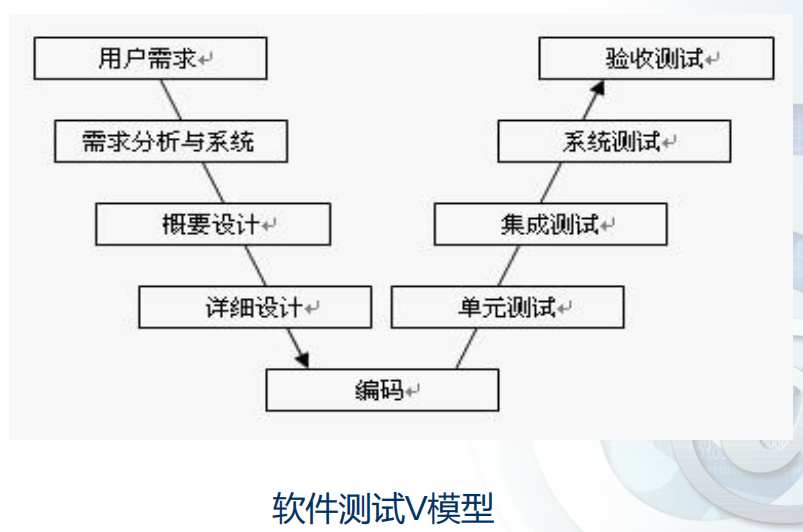 用户需求
验收测试
需求分析与系统
系统测试
概要设计
集成测试
详细设计
单元测试
编码
软件测试V模型